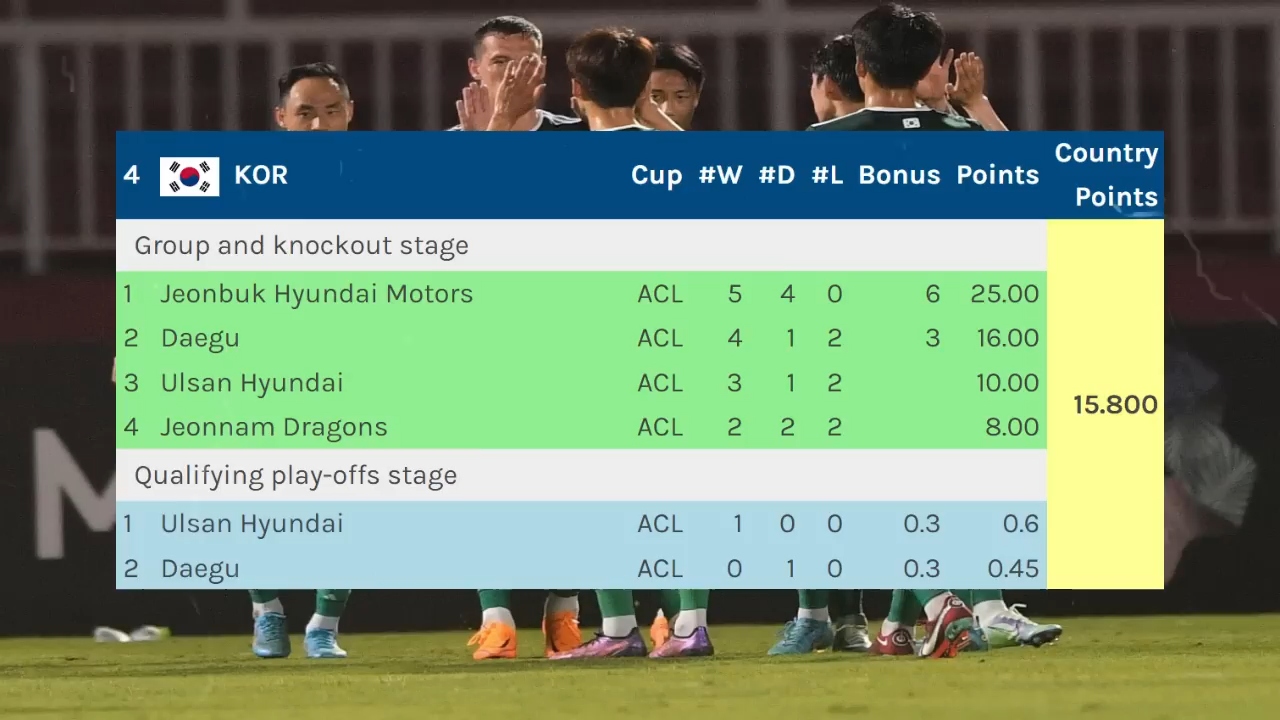 4 KOR Cup #W #D #L Bonus Points Country Points
Group and knockout stage
1 Jeonbuk Hyundai Motors ACL 5 4 0 6 25.00
2 Daegu ACL 4 1 2 3 16.00
3 Ulsan Hyundai ACL 3 1 2 10.00
15.800
4 Jeonnam Dragons ACL 2 2 2 8.00
Qualifying play-offs stage
1 Ulsan Hyundai ACL 1 0 0 0.3 0.6
2 Daegu ACL 0 1 0 0.3 0.45
M